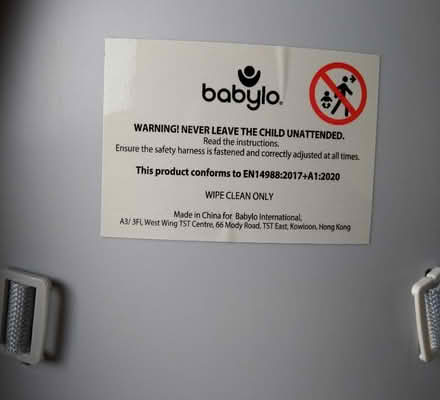 babylo®
WARNING! NEVER LEAVE THE CHILD UNATTENDED.
Read the instructions.
Ensure the safety harness is fastened and correctly adjusted at all times.
This product conforms to EN14988:2017+A1:2020
WIPE CLEAN ONLY
Made in China for Babylo International,
A3/ 3Fl, West Wing TST Centre, 66 Mody Road, TST East, Kowloon, Hong Kong